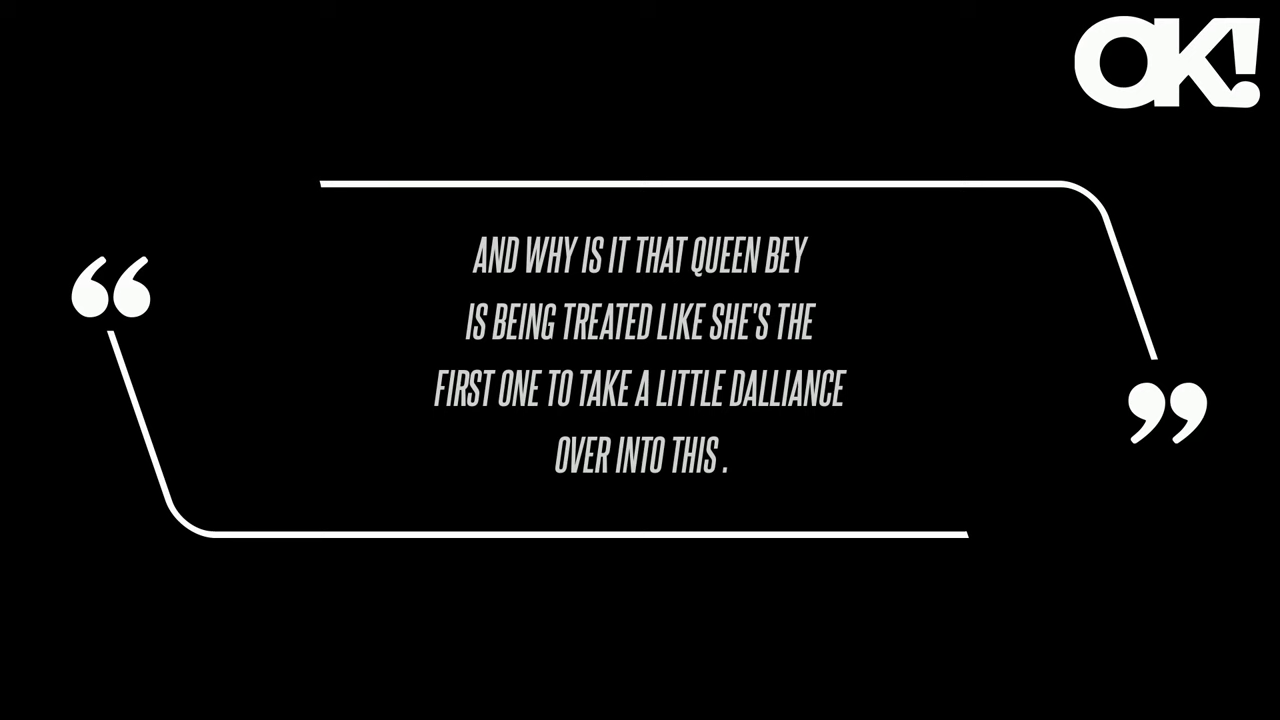 OK!
“
AND WHY IS IT THAT QUEEN BEY
IS BEING TREATED LIKE SHE'S THE
FIRST ONE TO TAKE A LITTLE DALLIANCE
OVER INTO THIS .
”